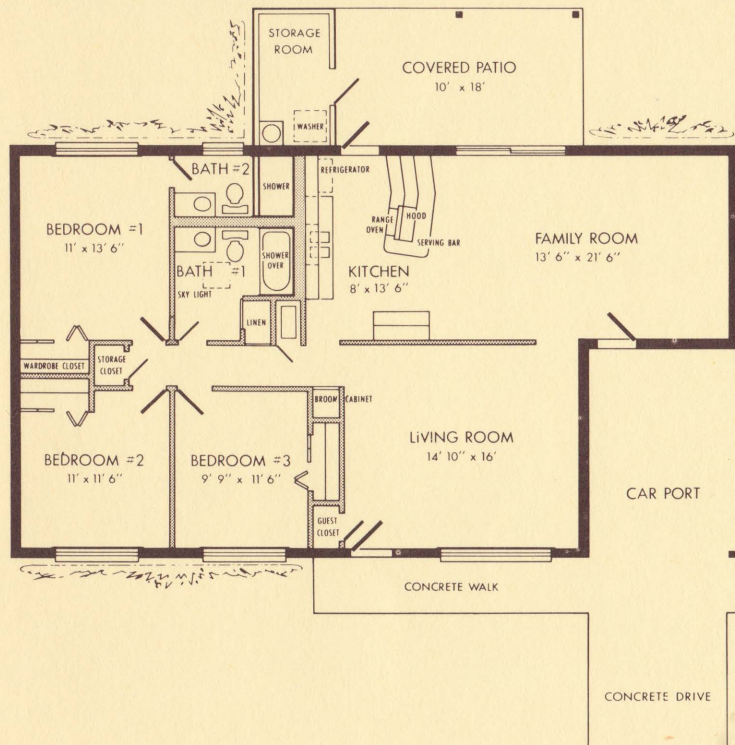 STORAGE
ROOM
COVERED PATIO
10' x 18'
WASHER
BATH #2
SHOWER
REFRIGERATOR
BEDROOM #1
11' x 13' 6"
RANGE
OVEN
HOOD
SERVING BAR
FAMILY ROOM
13' 6" x 21' 6"
BATH #1
SKY LIGHT
SHOWER
OVER
KITCHEN
8' x 13' 6"
LINEN
WARDROBE CLOSET
STORAGE
CLOSET
BROOM CABINET
BEDROOM #2
11' x 11' 6"
BEDROOM #3
9' 9" x 11' 6"
LIVING ROOM
14' 10" x 16'
CAR PORT
GUEST
CLOSET
CONCRETE WALK
CONCRETE DRIVE